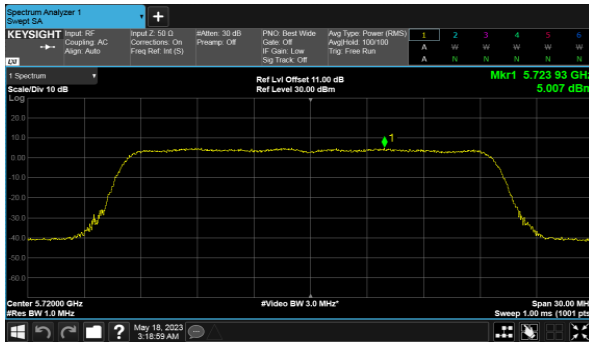 Spectrum Analyzer 1
Swept SA
+
KEYSIGHT
Input: RF
Coupling: AC
Align: Auto
Input Z: 50 Ω
Corrections: On
Freq Ref: Int (S)
#Atten: 30 dB
Preamp: Off
PNO: Best Wide
Gate: Off
IF Gain: Low
Sig Track: Off
Avg Type: Power (RMS)
Avg|Hold: 100/100
Trig: Free Run
1 2 3 4 5 6
A W W W W W
A N N N N N
LXI
1 Spectrum
Scale/Div 10 dB
Ref Lvl Offset 11.00 dB
Ref Level 30.00 dBm
Mkr1 5.723 93 GHz
5.007 dBm
Log
20.0
10.0
0.00
-10.0
-20.0
-30.0
-40.0
-50.0
-60.0
1
Center 5.72000 GHz
#Res BW 1.0 MHz
#Video BW 3.0 MHz*
Span 30.00 MHz
Sweep 1.00 ms (1001 pts)
?
May 18, 2023
3:18:59 AM